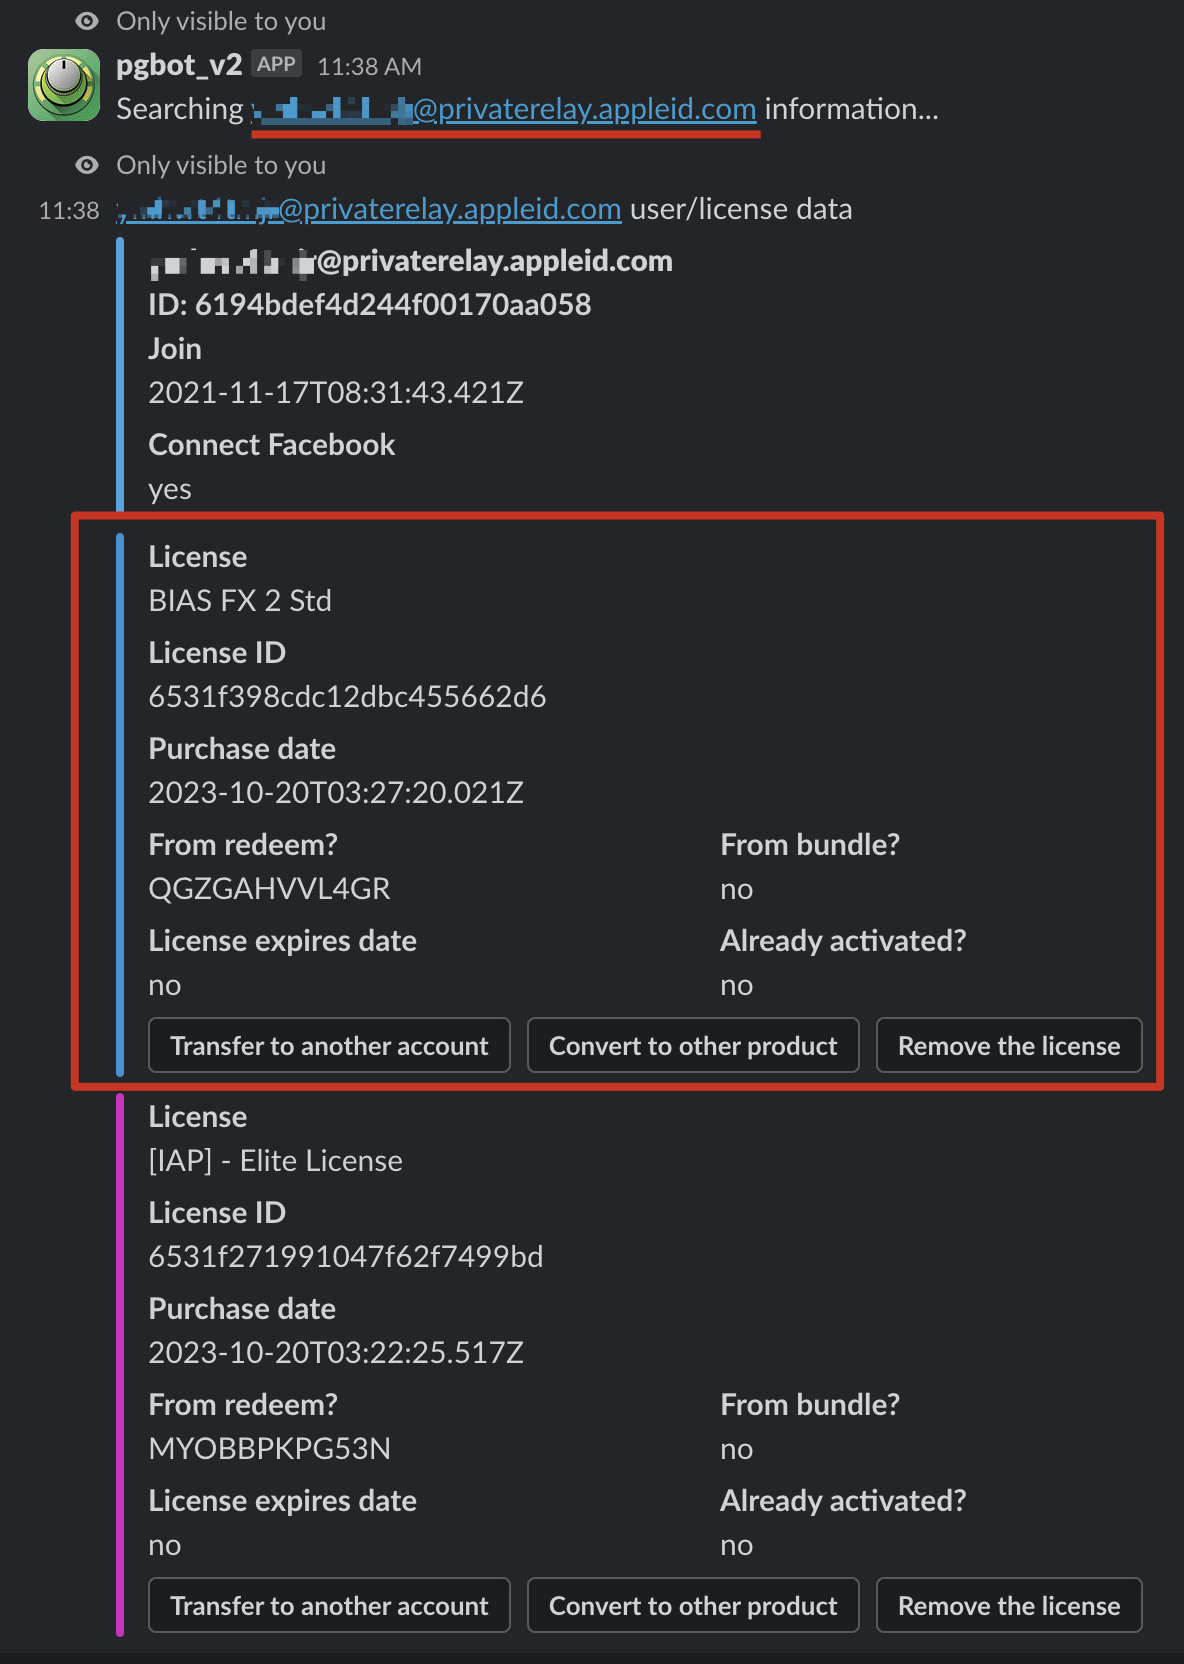 Only visible to you
pgbot_v2 APP 11:38 AM
Searching @privaterelay.appleid.com information...
Only visible to you
11:38 @privaterelay.appleid.com user/license data
@privaterelay.appleid.com
ID: 6194bdef4d244f00170aa058
Join
2021-11-17T08:31:43.421Z
Connect Facebook
yes
License
BIAS FX 2 Std
License ID
6531f398cdc12dbc455662d6
Purchase date
2023-10-20T03:27:20.021Z
From redeem? From bundle?
QGZGAHVVL4GR no
License expires date Already activated?
no no
Transfer to another account Convert to other product Remove the license
License
[IAP] - Elite License
License ID
6531f271991047f62f7499bd
Purchase date
2023-10-20T03:22:25.517Z
From redeem? From bundle?
MYOBBPKPG53N no
License expires date Already activated?
no no
Transfer to another account Convert to other product Remove the license